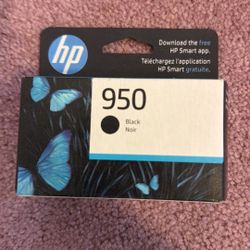 hp
Download the free
HP Smart app.
Téléchargez l'application
HP Smart gratuite.
950
Black
Noir